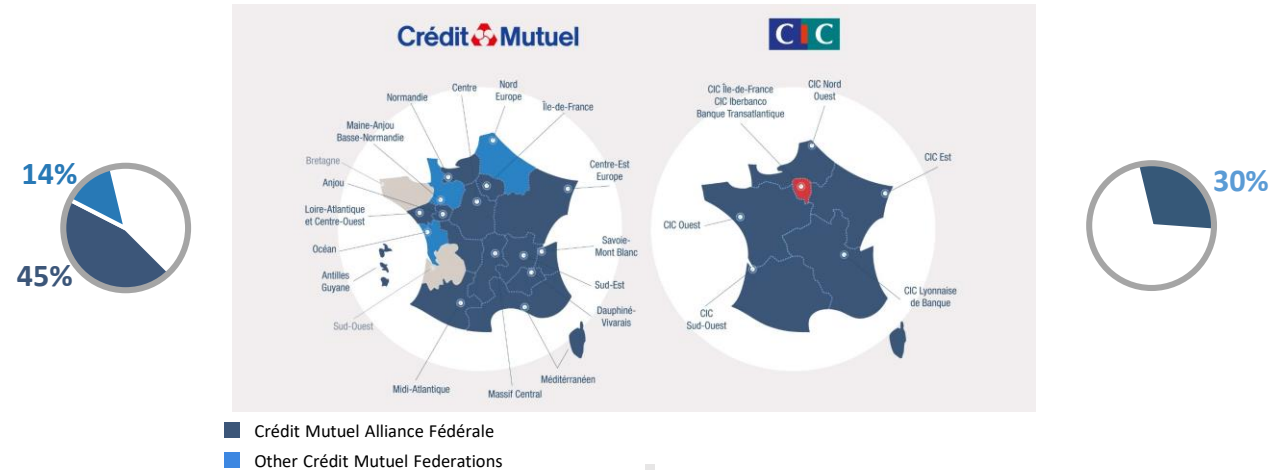 Crédit Mutuel
CIC
Centre
Nord
Europe
Normandie
Île-de-France
Maine-Anjou
Basse-Normandie
Bretagne
Centre-Est
Europe
Anjou
Loire-Atlantique
et Centre-Ouest
Océan
Savoie-
Mont Blanc
Antilles
Guyane
Sud-Est
Dauphiné-
Vivarais
Sud-Ouest
Midi-Atlantique
Massif Central
Méditérranéen
CIC Île-de-France
CIC Iberbanco
Banque Transatlantique
CIC Nord
Ouest
CIC Est
CIC Ouest
CIC Lyonnaise
de Banque
CIC
Sud-Ouest
14%
45%
30%
Crédit Mutuel Alliance Fédérale
Other Crédit Mutuel Federations